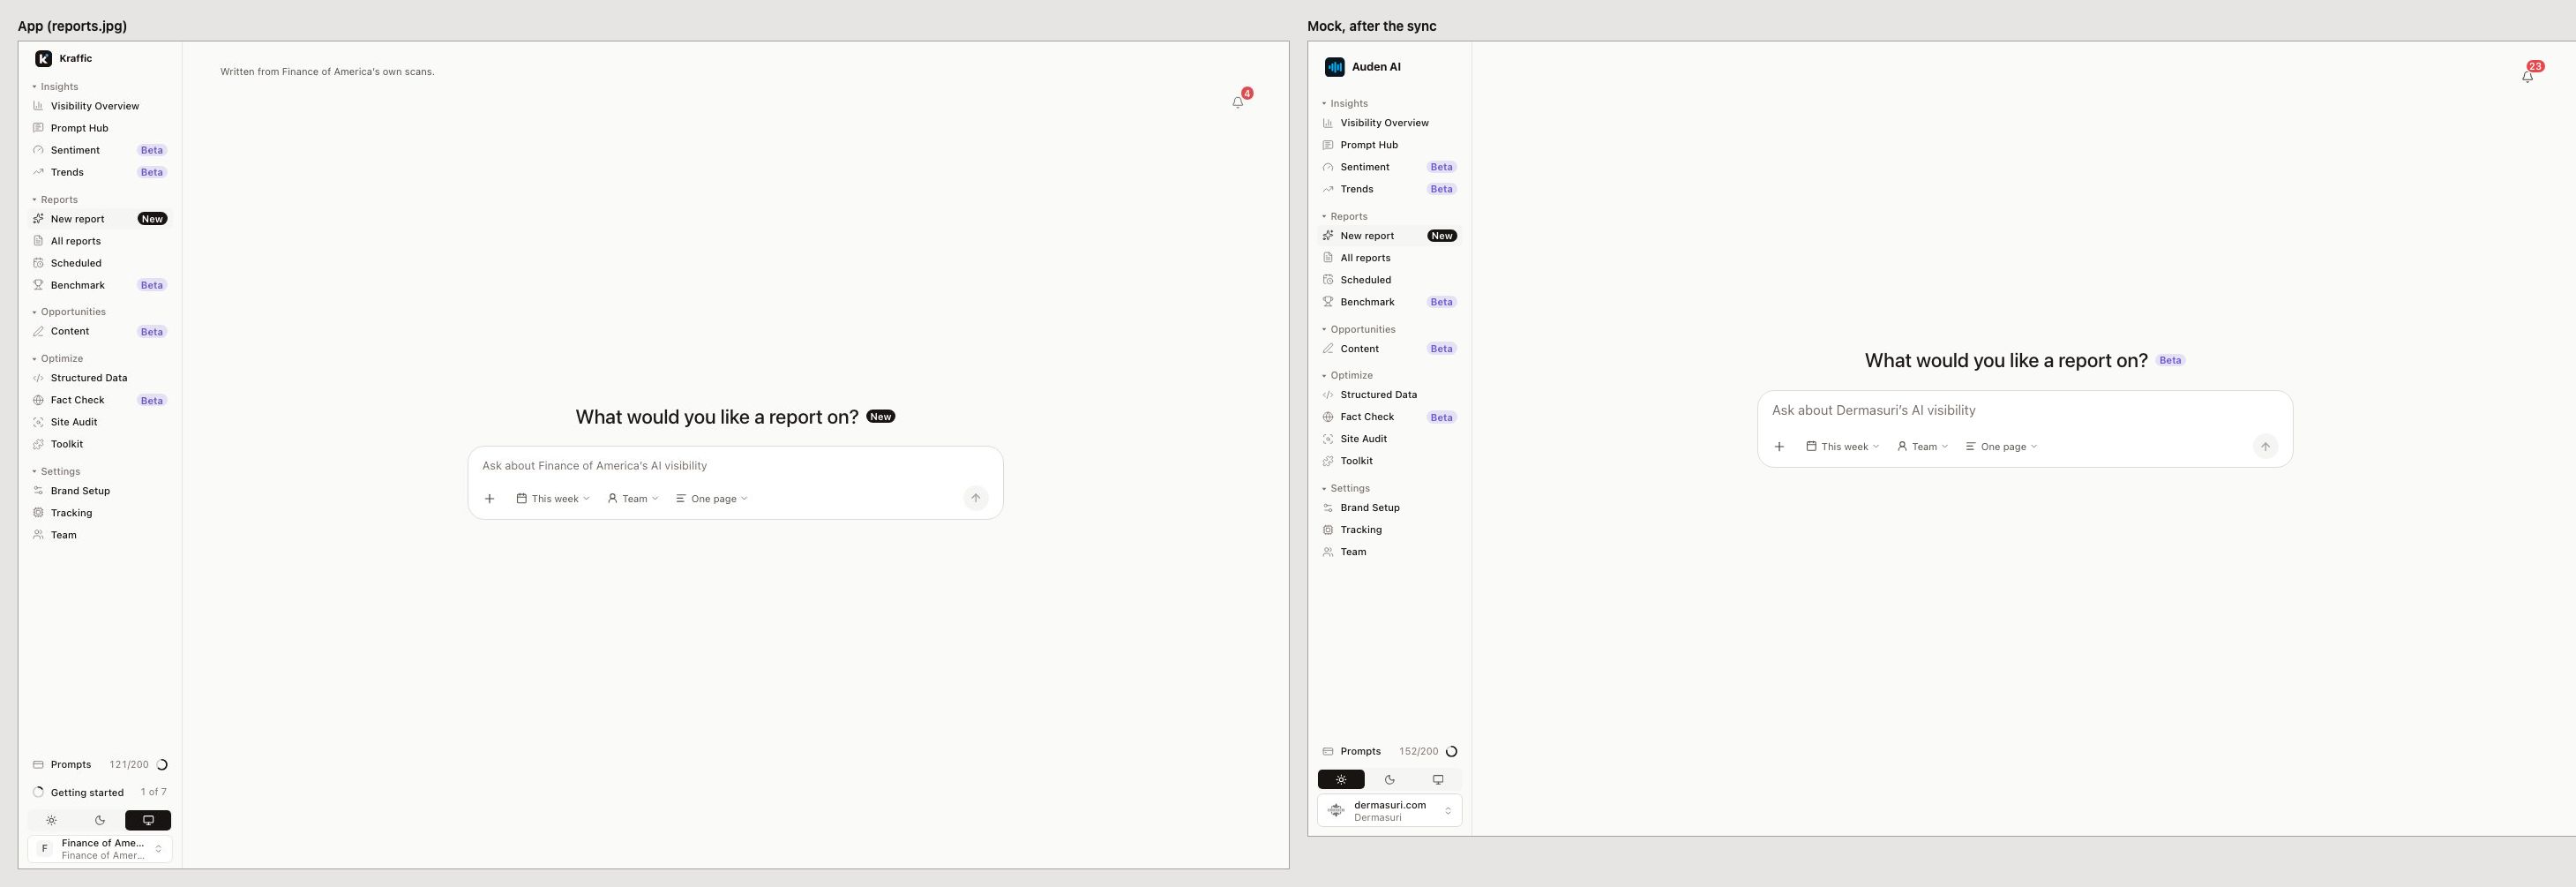 App (reports.jpg)
Kraffic
Written from Finance of America's own scans.
4
Insights
Visibility Overview
Prompt Hub
Sentiment Beta
Trends Beta
Reports
New report New
All reports
Scheduled
Benchmark Beta
Opportunities
Content Beta
Optimize
Structured Data
Fact Check Beta
Site Audit
Toolkit
Settings
Brand Setup
Tracking
Team
What would you like a report on? New
Ask about Finance of America's AI visibility
This week Team One page
Prompts 121/200
Getting started 1 of 7
F
Finance of Ame...
Finance of Amer...
Mock, after the sync
Auden AI
23
Insights
Visibility Overview
Prompt Hub
Sentiment Beta
Trends Beta
Reports
New report New
All reports
Scheduled
Benchmark Beta
Opportunities
Content Beta
Optimize
Structured Data
Fact Check Beta
Site Audit
Toolkit
Settings
Brand Setup
Tracking
Team
What would you like a report on? Beta
Ask about Dermasuri's AI visibility
This week Team One page
Prompts 152/200
dermasuri.com
Dermasuri